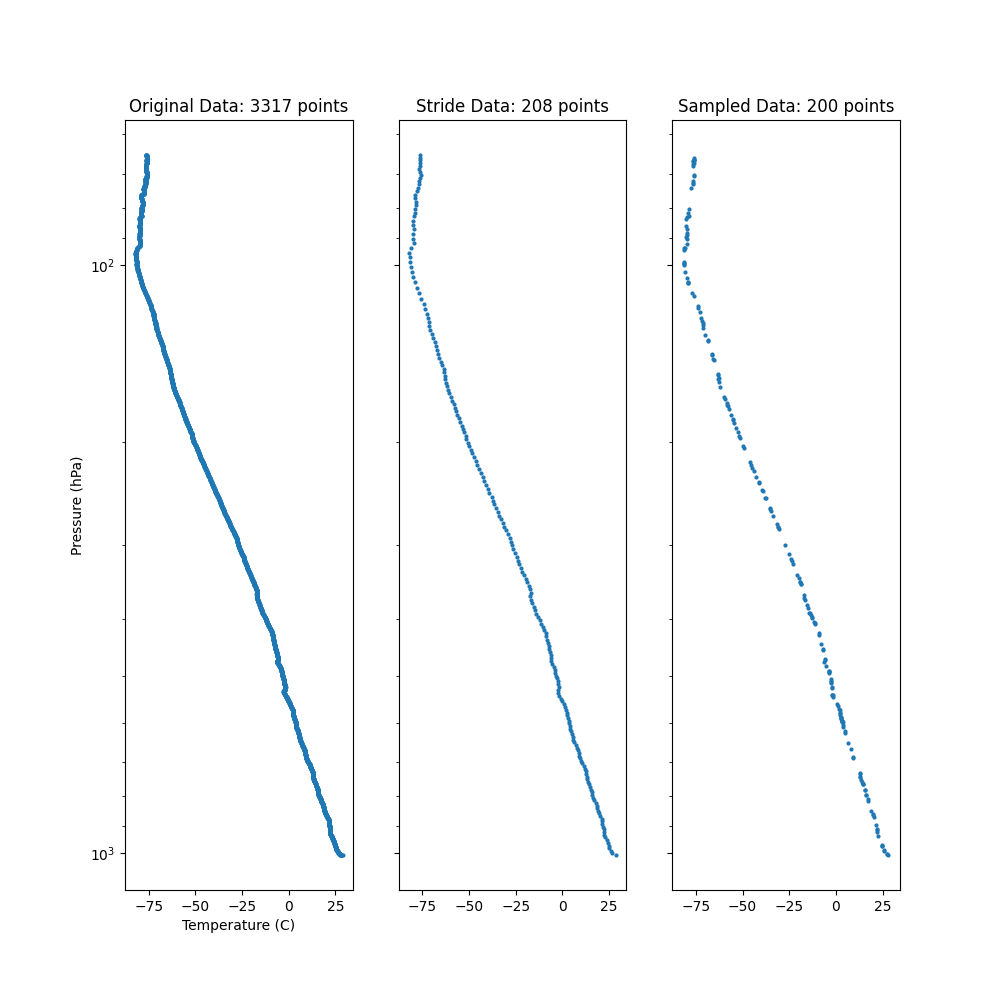 Original Data: 3317 points
Stride Data: 208 points
Sampled Data: 200 points
10²
10³
Pressure (hPa)
−75 −50 −25 0 25
−75 −50 −25 0 25
−75 −50 −25 0 25
Temperature (C)